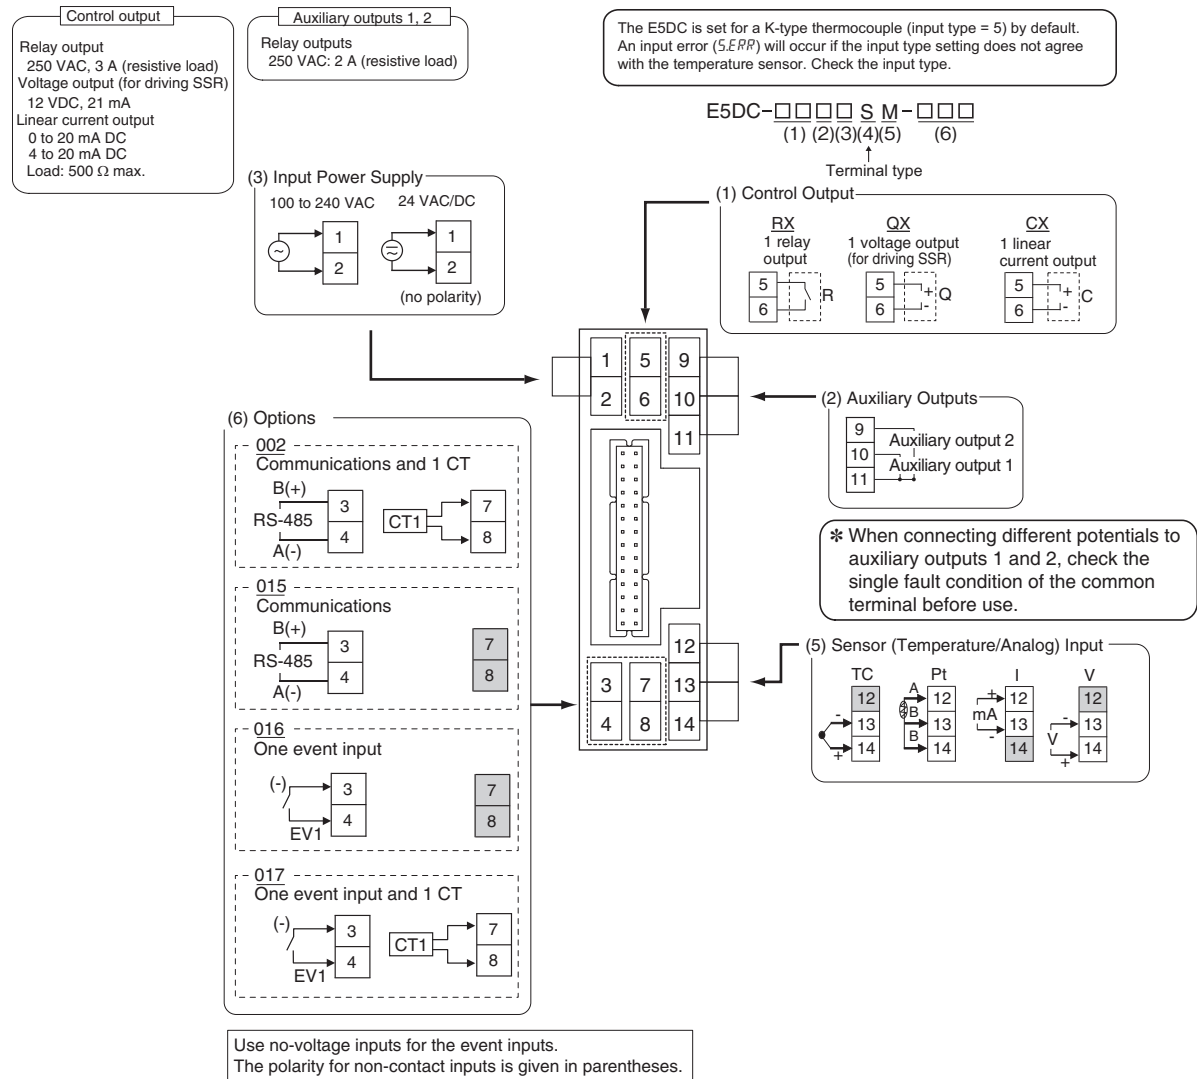 Control output
Relay output
250 VAC, 3 A (resistive load)
Voltage output (for driving SSR)
12 VDC, 21 mA
Linear current output
0 to 20 mA DC
4 to 20 mA DC
Load: 500 Ω max.
Auxiliary outputs 1, 2
Relay outputs
250 VAC: 2 A (resistive load)
The E5DC is set for a K-type thermocouple (input type = 5) by default.
An input error (S.ERR) will occur if the input type setting does not agree
with the temperature sensor. Check the input type.
E5DC-□□□□ S M-□□□
(1) (2)(3)(4)(5) (6)
Terminal type
(3) Input Power Supply
100 to 240 VAC
1
2
24 VAC/DC
1
2
(no polarity)
(1) Control Output
RX
1 relay
output
5
6
R
QX
1 voltage output
(for driving SSR)
5
6
+
-
Q
CX
1 linear
current output
5
6
+
-
C
1 5 9
2 6 10
11
12
3 7 13
4 8 14
(2) Auxiliary Outputs
9
10
11
Auxiliary output 2
Auxiliary output 1
✻ When connecting different potentials to
auxiliary outputs 1 and 2, check the
single fault condition of the common
terminal before use.
(5) Sensor (Temperature/Analog) Input
TC
12
- 13
+ 14
Pt
A 12
B 13
B 14
I
+ 12
mA 13
- 14
V
12
- 13
V
+ 14
(6) Options
002
Communications and 1 CT
B(+)
RS-485
A(-)
3
4
CT1
7
8
015
Communications
B(+)
RS-485
A(-)
3
4
7
8
016
One event input
(-)
EV1
3
4
7
8
017
One event input and 1 CT
(-)
EV1
3
4
CT1
7
8
Use no-voltage inputs for the event inputs.
The polarity for non-contact inputs is given in parentheses.